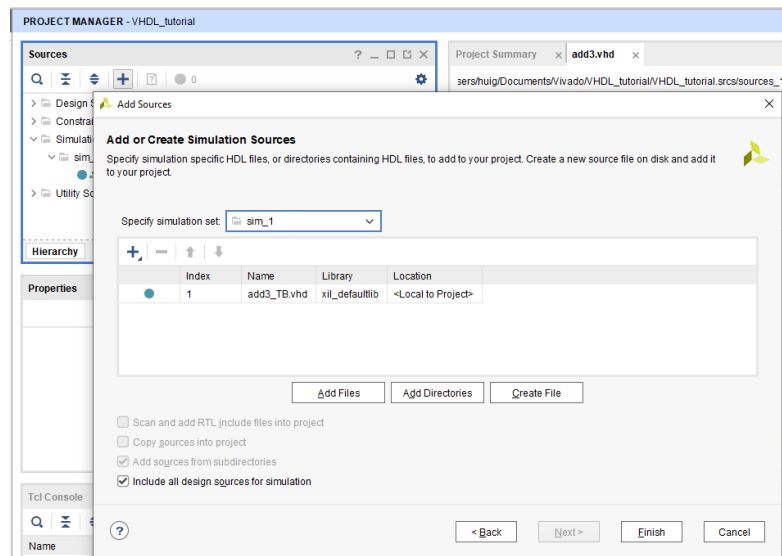 PROJECT MANAGER - VHDL_tutorial
Sources
Project Summary
add3.vhd
0
sers/huig/Documents/Vivado/VHDL_tutorial/VHDL_tutorial.srcs/sources_1
Design S
Constrai
Simulati
sim_
Utility So
Hierarchy
Properties
Tcl Console
Name
Add Sources
Add or Create Simulation Sources
Specify simulation specific HDL files, or directories containing HDL files, to add to your project. Create a new source file on disk and add it
to your project.
Specify simulation set: sim_1
Index Name Library Location
1 add3_TB.vhd xil_defaultlib <Local to Project>
Add Files Add Directories Create File
Scan and add RTL include files into project
Copy sources into project
Add sources from subdirectories
Include all design sources for simulation
? < Back Next > Finish Cancel